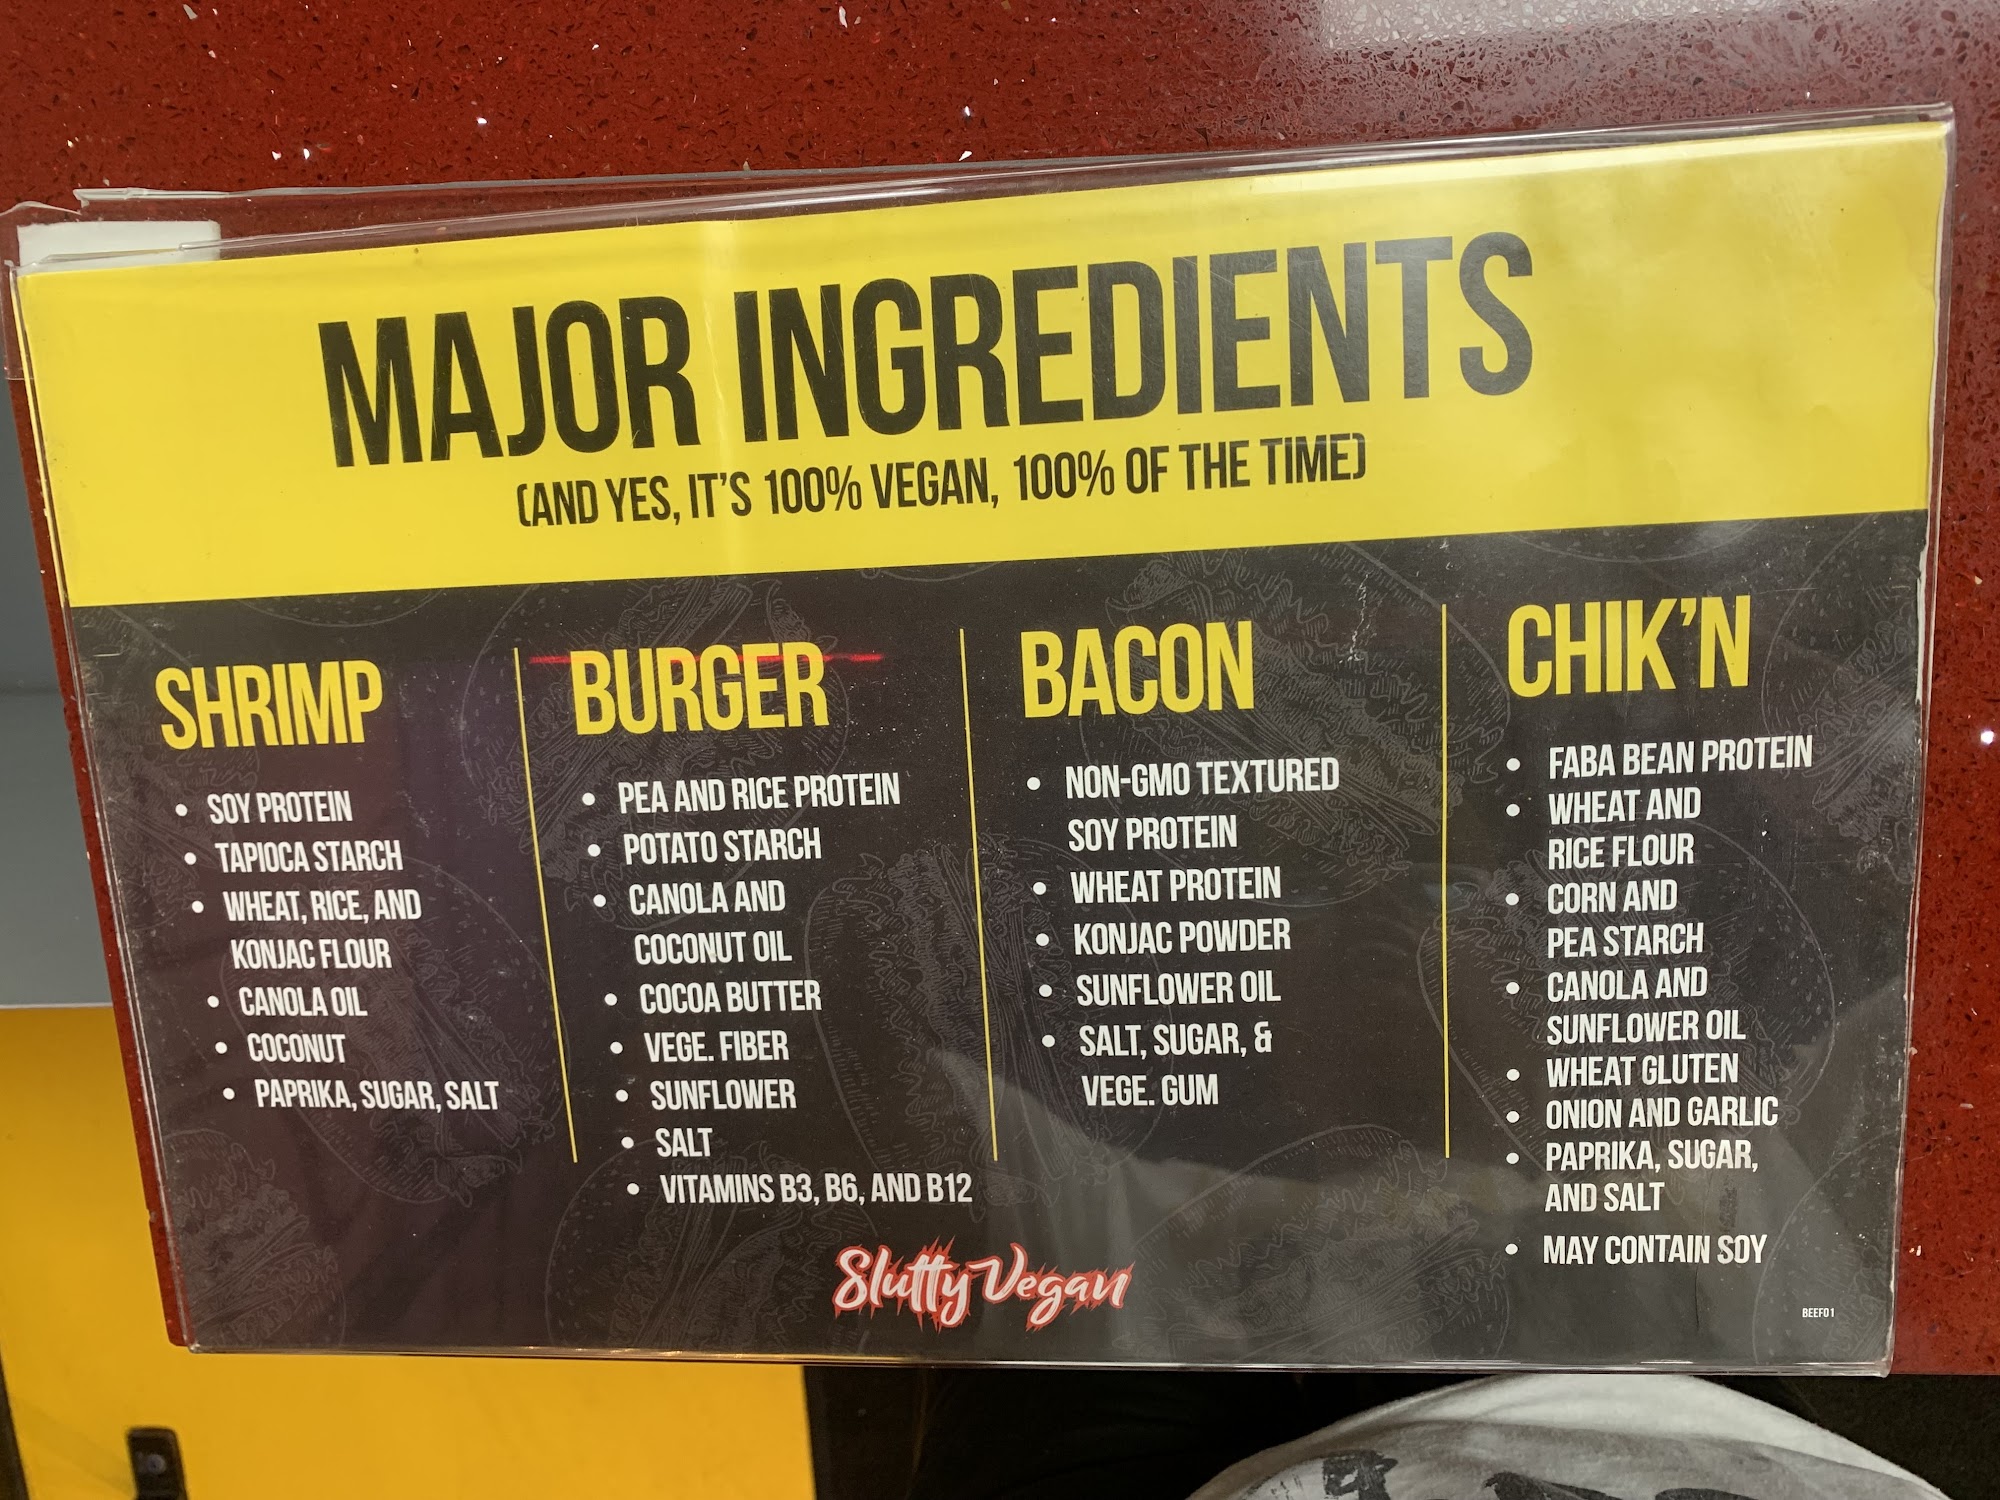 MAJOR INGREDIENTS
(AND YES, IT'S 100% VEGAN, 100% OF THE TIME)
SHRIMP
• SOY PROTEIN
• TAPIOCA STARCH
• WHEAT, RICE, AND
KONJAC FLOUR
• CANOLA OIL
• COCONUT
• PAPRIKA, SUGAR, SALT
BURGER
• PEA AND RICE PROTEIN
• POTATO STARCH
• CANOLA AND
COCONUT OIL
• COCOA BUTTER
• VEGE. FIBER
• SUNFLOWER
• SALT
• VITAMINS B3, B6, AND B12
BACON
• NON-GMO TEXTURED
SOY PROTEIN
• WHEAT PROTEIN
• KONJAC POWDER
• SUNFLOWER OIL
• SALT, SUGAR, &
VEGE. GUM
CHIK'N
• FABA BEAN PROTEIN
• WHEAT AND
RICE FLOUR
• CORN AND
PEA STARCH
• CANOLA AND
SUNFLOWER OIL
• WHEAT GLUTEN
• ONION AND GARLIC
• PAPRIKA, SUGAR,
AND SALT
• MAY CONTAIN SOY
Slutty Vegan
BEEF01